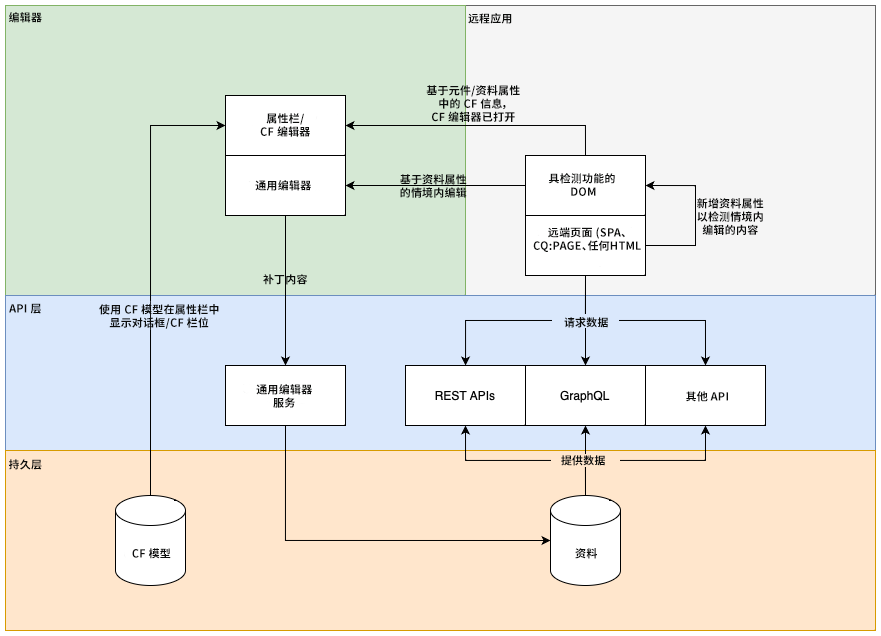 编辑器
远程应用
基于元件/资料属性
中的 CF 信息，
CF 编辑器已打开
属性栏/
CF 编辑器
通用编辑器
基于资料属性
的情境内编辑
具检测功能的
DOM
远端页面 (SPA、
CQ:PAGE、任何HTML
新增资料属性
以检测情境内
编辑的内容
补丁内容
API 层
使用 CF 模型在属性栏中
显示对话框/CF 栏位
请求数据
通用编辑器
服务
REST APIs
GraphQL
其他 API
持久层
提供数据
CF 模型
资料